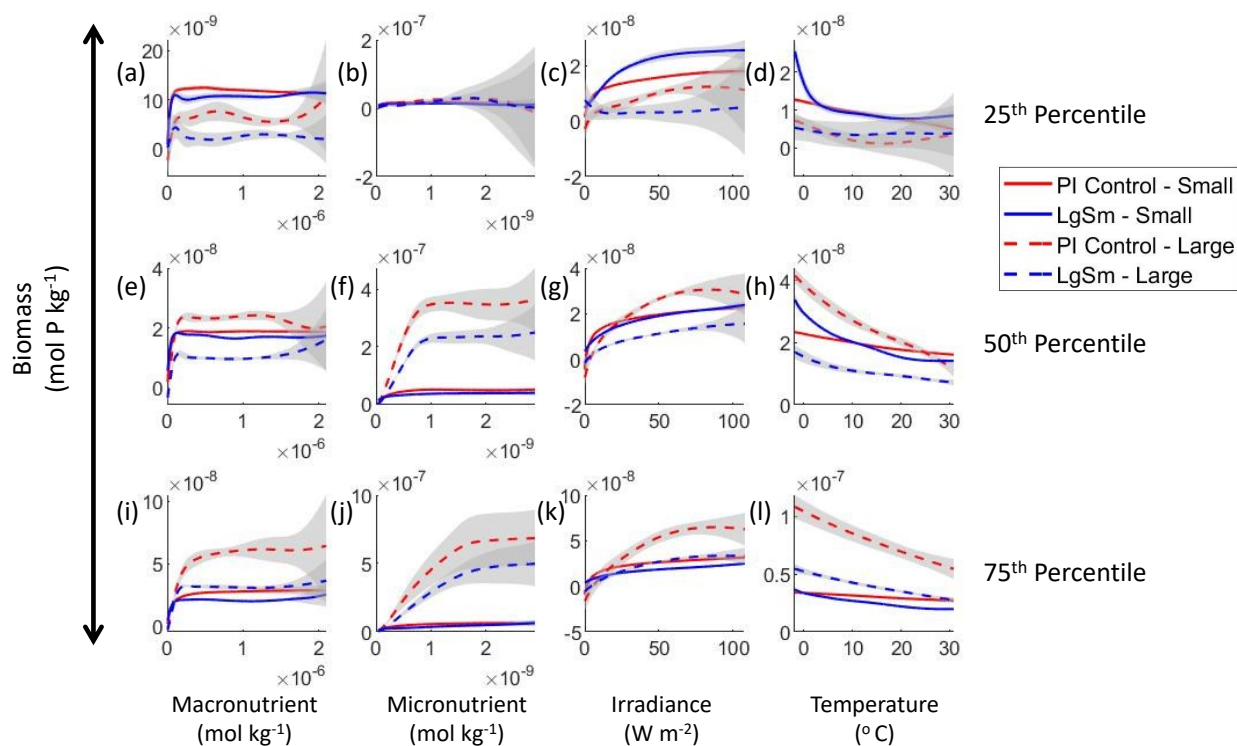 Biomass
(mol P kg⁻¹)
×10⁻⁹
(a)
20
10
0
0 1 2
×10⁻⁶
×10⁻⁷
(b)
2
0
-2
0 1 2
×10⁻⁹
×10⁻⁸
(c)
2
0
-2
0 50 100
×10⁻⁸
(d)
2
1
0
0 10 20 30
25th Percentile
PI Control - Small
LgSm - Small
PI Control - Large
LgSm - Large
×10⁻⁸
(e)
4
2
0
0 1 2
×10⁻⁶
×10⁻⁷
(f)
4
2
0
0 1 2
×10⁻⁹
×10⁻⁸
(g)
4
2
0
-2
0 50 100
×10⁻⁸
(h)
4
2
0
0 10 20 30
50th Percentile
×10⁻⁸
(i)
10
5
0
0 1 2
×10⁻⁶
×10⁻⁷
(j)
10
5
0
0 1 2
×10⁻⁹
×10⁻⁸
(k)
10
5
0
-5
0 50 100
×10⁻⁷
(l)
1
0.5
0
0 10 20 30
75th Percentile
Macronutrient
(mol kg⁻¹)
Micronutrient
(mol kg⁻¹)
Irradiance
(W m⁻²)
Temperature
(° C)